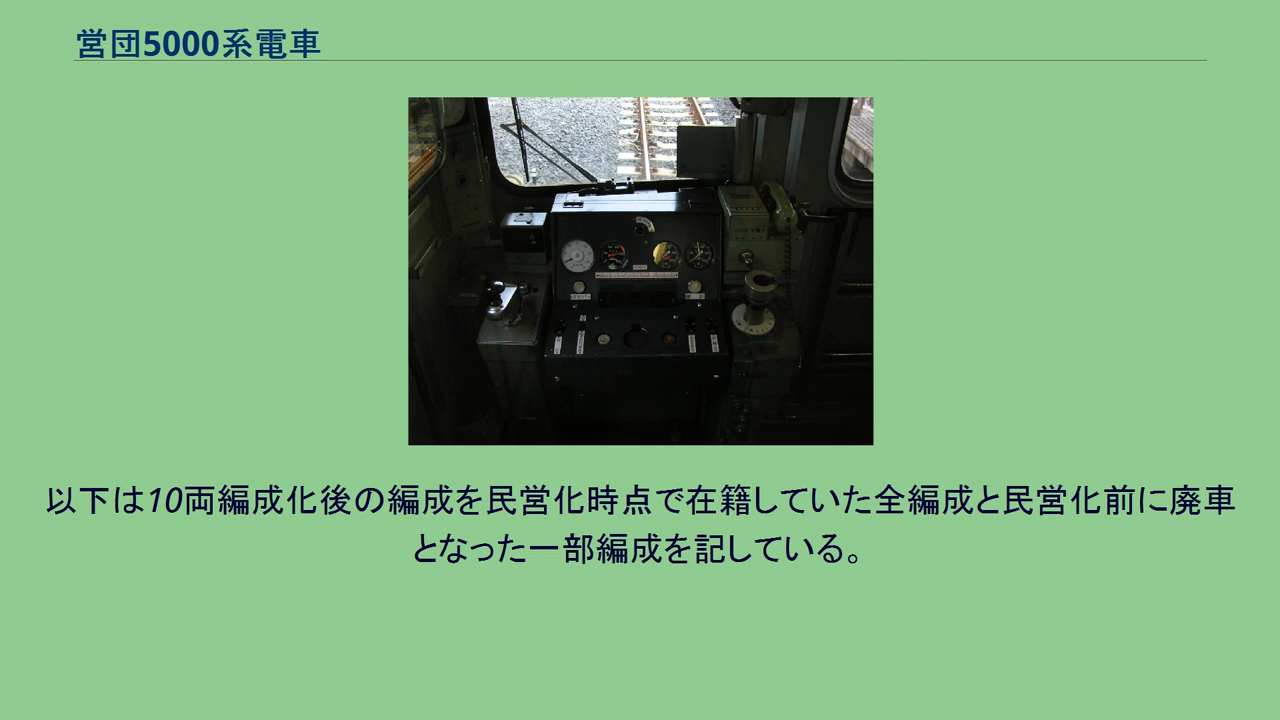 営団5000系電車
以下は10両編成化後の編成を民営化時点で在籍していた全編成と民営化前に廃車
となった一部編成を記している。